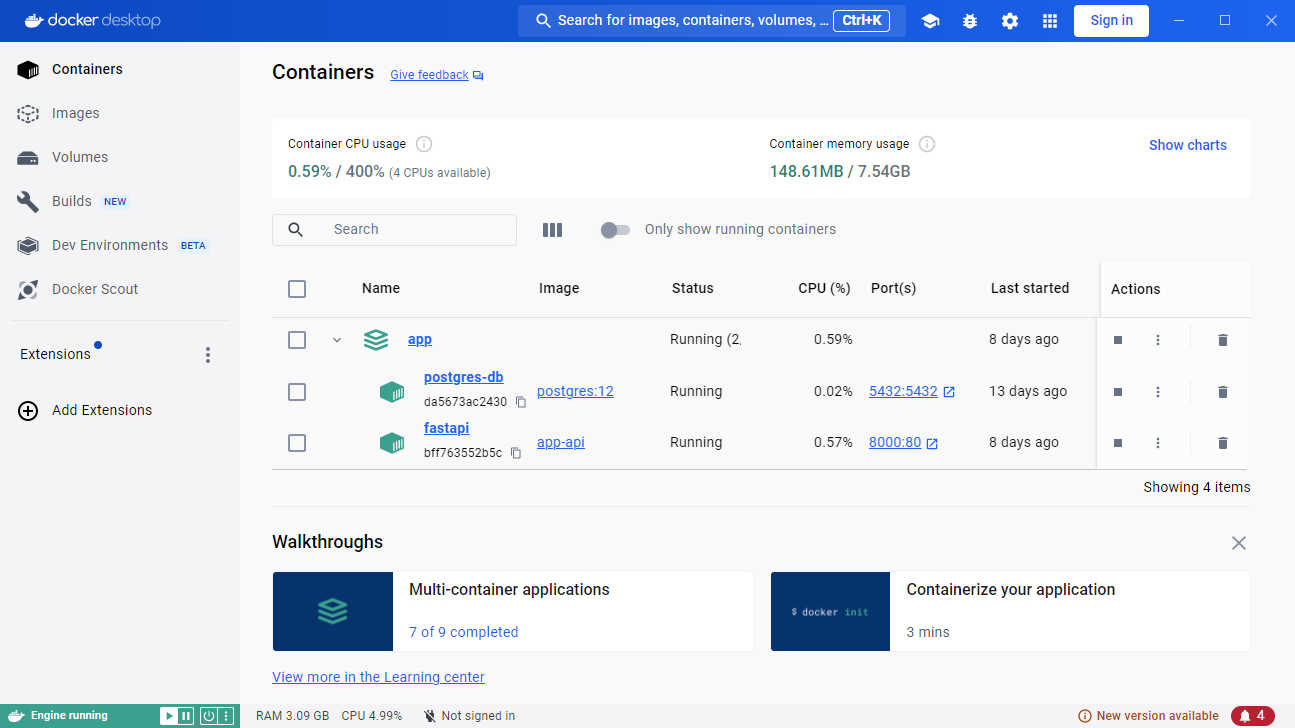 docker desktop
Search for images, containers, volumes, ... Ctrl+K
Sign in
Containers
Images
Volumes
Builds NEW
Dev Environments BETA
Docker Scout
Extensions
Add Extensions
Containers Give feedback
Container CPU usage
0.59% / 400% (4 CPUs available)
Container memory usage
148.61MB / 7.54GB
Show charts
Search
Only show running containers
Name Image Status CPU (%) Port(s) Last started Actions
app Running (2, 0.59% 8 days ago
postgres-db
da5673ac2430
postgres:12 Running 0.02% 5432:5432 13 days ago
fastapi
bff763552b5c
app-api Running 0.57% 8000:80 8 days ago
Showing 4 items
Walkthroughs
Multi-container applications
7 of 9 completed
$ docker init
Containerize your application
3 mins
View more in the Learning center
Engine running
RAM 3.09 GB CPU 4.99% Not signed in
New version available 4